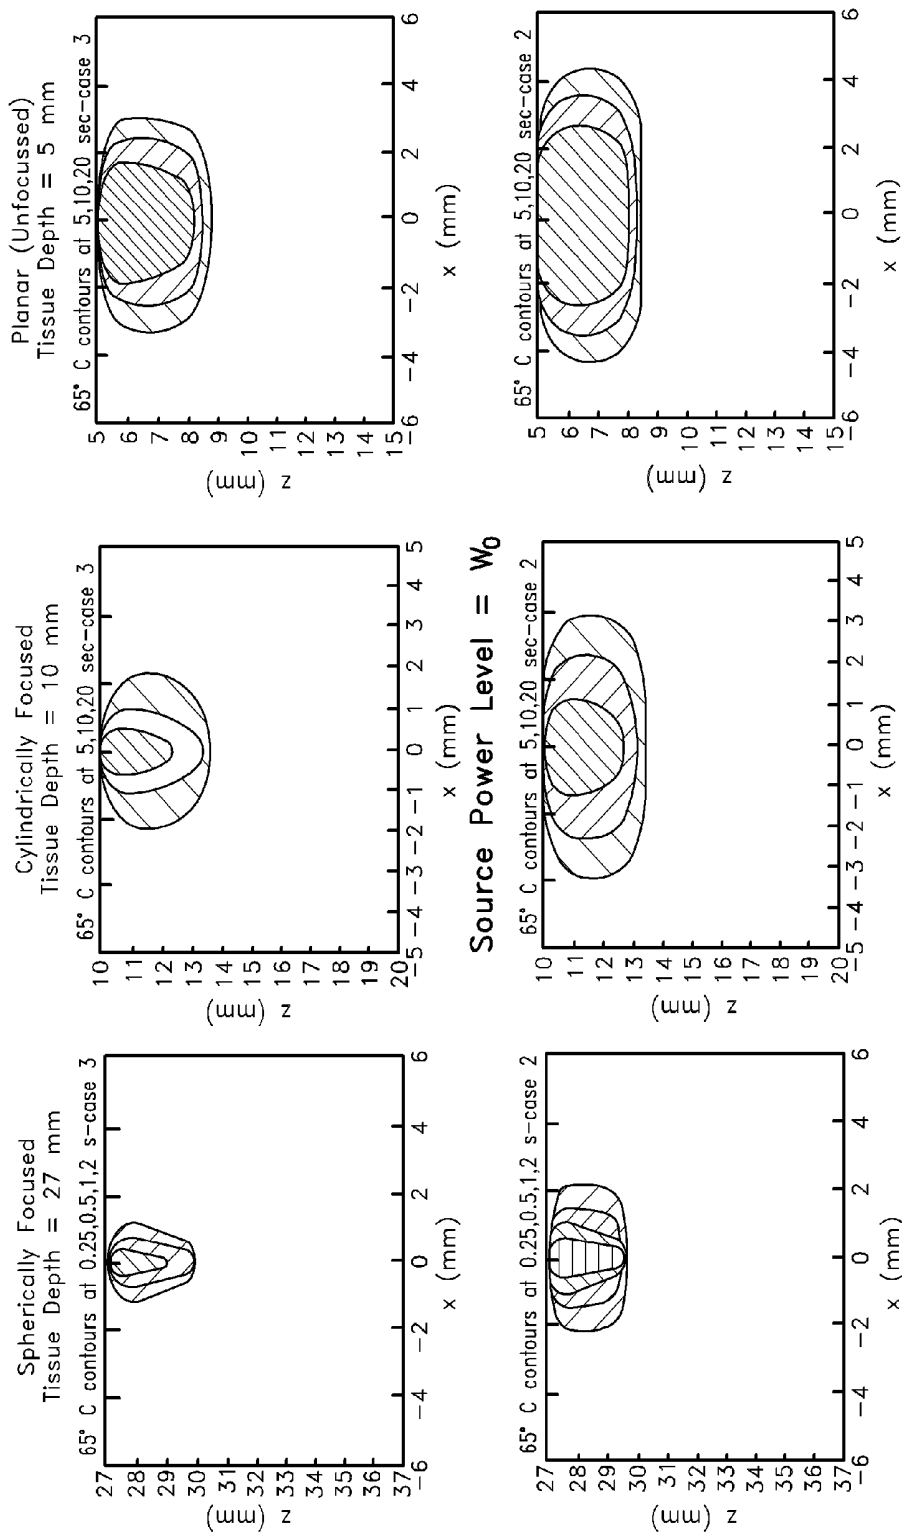 Spherically Focused
Tissue Depth = 27 mm
65° C contours at 0.25,0.5,1,2 s-case 3
27
28
29
30
31
32
33
34
35
36
37
z (mm)
-6 -4 -2 0 2 4 6
x (mm)
Cylindrically Focused
Tissue Depth = 10 mm
65° C contours at 5,10,20 sec-case 3
10
11
12
13
14
15
16
17
18
19
20
z (mm)
-5 -4 -3 -2 -1 0 1 2 3 4 5
x (mm)
Planar (Unfocussed)
Tissue Depth = 5 mm
65° C contours at 5,10,20 sec-case 3
5
6
7
8
9
10
11
12
13
14
15
z (mm)
-6 -4 -2 0 2 4 6
x (mm)
Source Power Level = W0
65° C contours at 0.25,0.5,1,2 s-case 2
27
28
29
30
31
32
33
34
35
36
37
z (mm)
-6 -4 -2 0 2 4 6
x (mm)
65° C contours at 5,10,20 sec-case 2
10
11
12
13
14
15
16
17
18
19
20
z (mm)
-5 -4 -3 -2 -1 0 1 2 3 4 5
x (mm)
65° C contours at 5,10,20 sec-case 2
5
6
7
8
9
10
11
12
13
14
15
z (mm)
-6 -4 -2 0 2 4 6
x (mm)